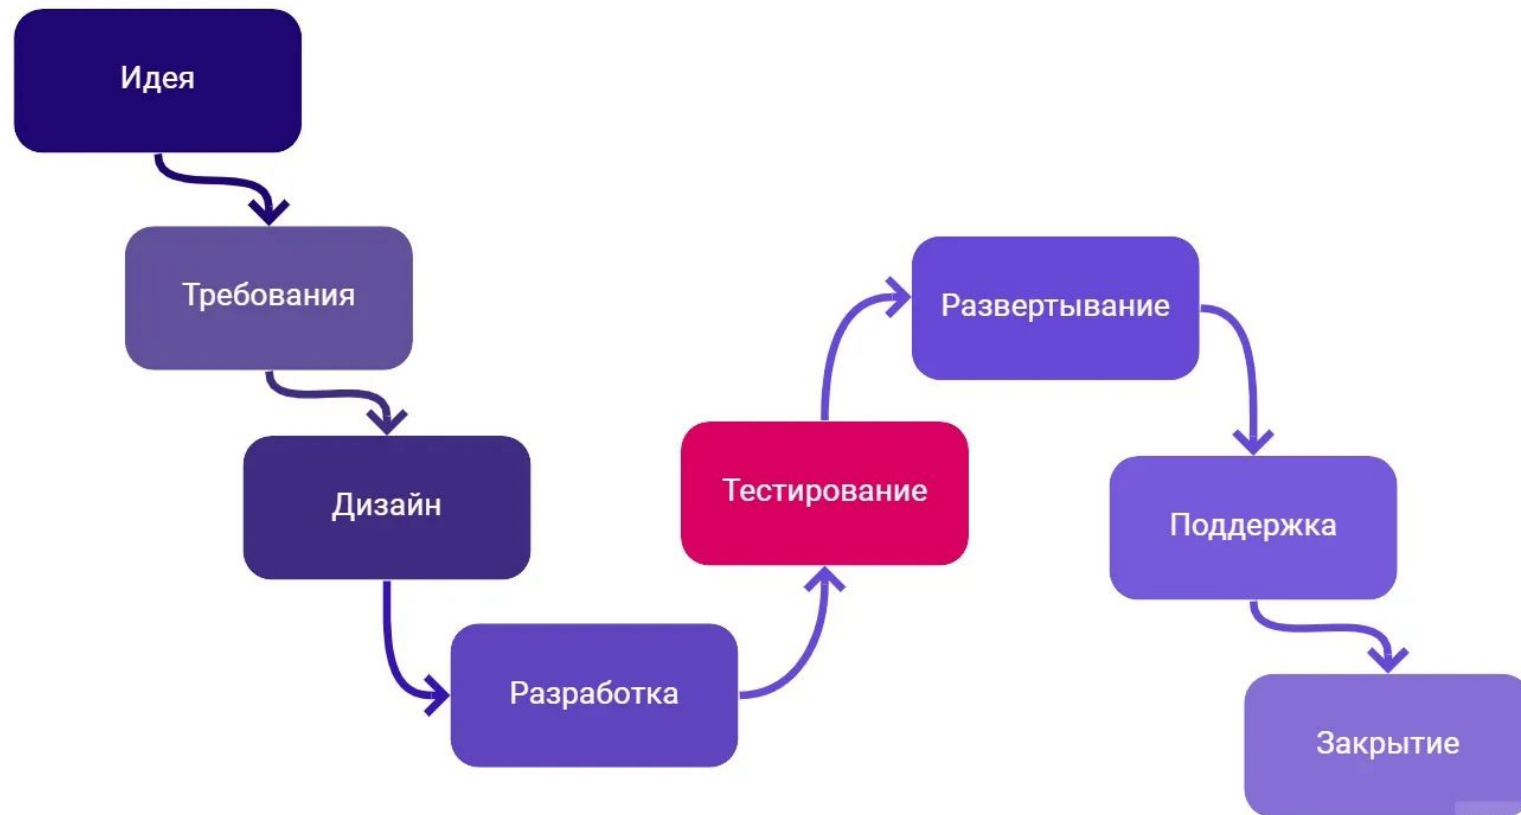 Идея
Требования
Дизайн
Разработка
Тестирование
Развертывание
Поддержка
Закрытие